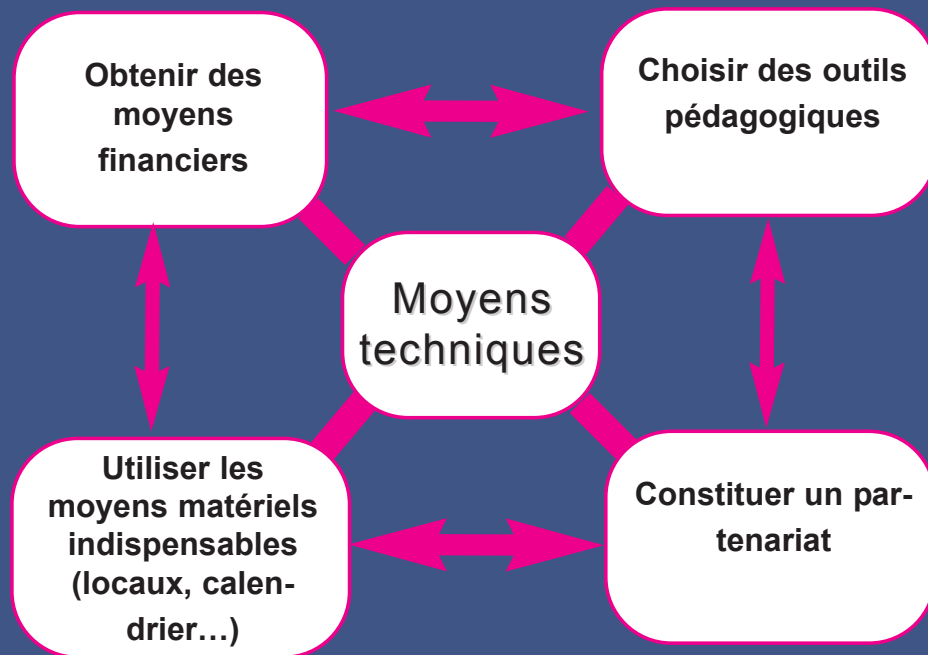 Obtenir des
moyens
financiers
Choisir des outils
pédagogiques
Moyens
techniques
Utiliser les
moyens matériels
indispensables
(locaux, calen-
drier…)
Constituer un par-
tenariat